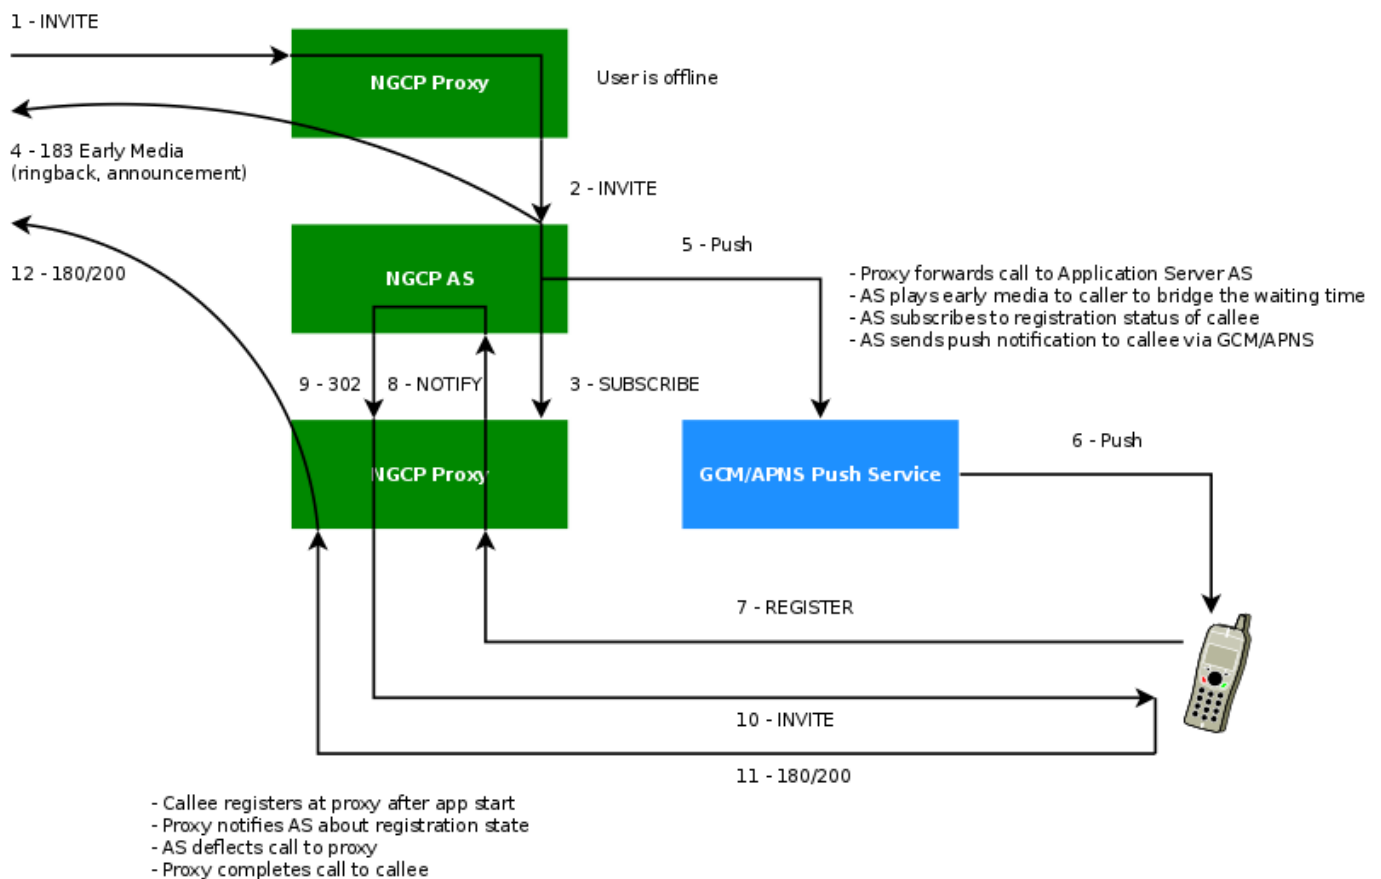 1 - INVITE
NGCP Proxy
User is offline
4 - 183 Early Media
(ringback, announcement)
2 - INVITE
5 - Push
12 - 180/200
NGCP AS
- Proxy forwards call to Application Server AS
- AS plays early media to caller to bridge the waiting time
- AS subscribes to registration status of callee
- AS sends push notification to callee via GCM/APNS
9 - 302
8 - NOTIFY
3 - SUBSCRIBE
6 - Push
NGCP Proxy
GCM/APNS Push Service
7 - REGISTER
10 - INVITE
11 - 180/200
- Callee registers at proxy after app start
- Proxy notifies AS about registration state
- AS deflects call to proxy
- Proxy completes call to callee